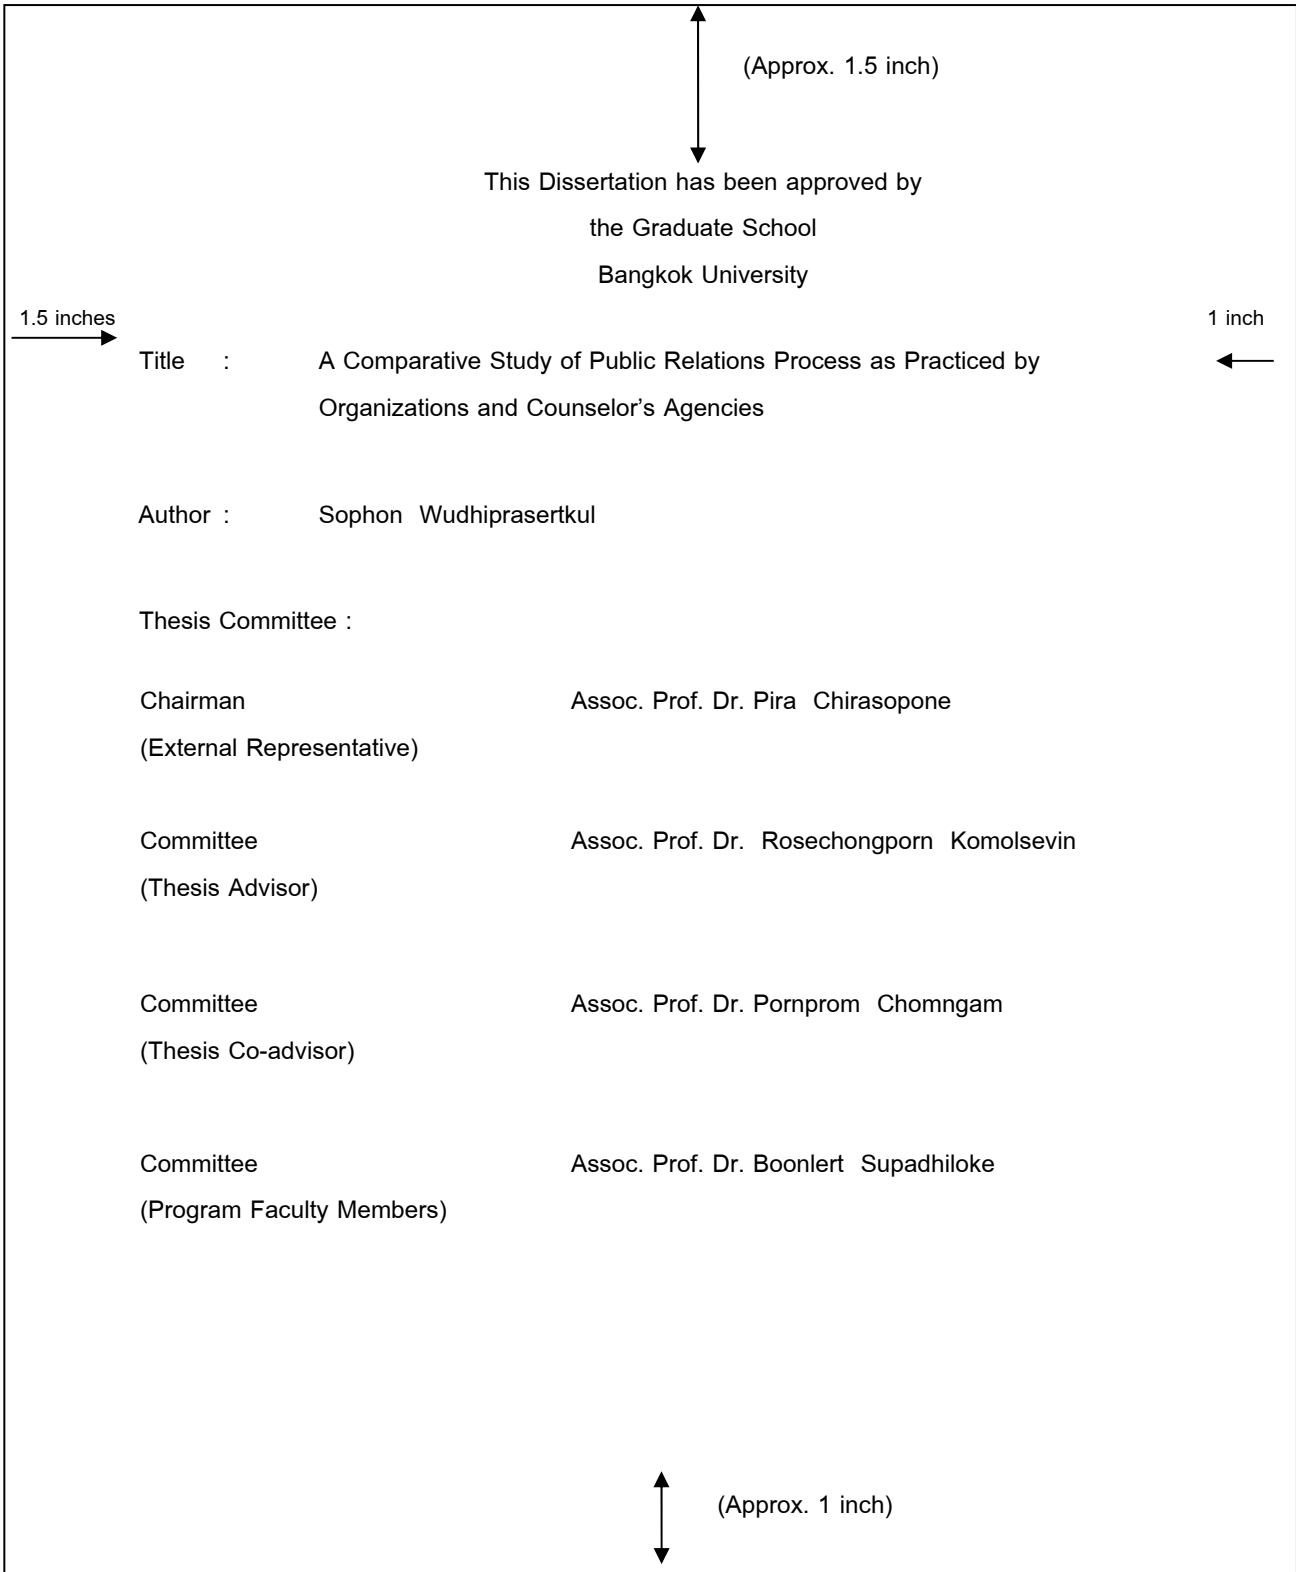 (Approx. 1.5 inch)
This Dissertation has been approved by
the Graduate School
Bangkok University
1.5 inches
1 inch
Title : A Comparative Study of Public Relations Process as Practiced by
Organizations and Counselor’s Agencies
Author : Sophon Wudhiprasertkul
Thesis Committee :
Chairman Assoc. Prof. Dr. Pira Chirasopone
(External Representative)
Committee Assoc. Prof. Dr. Rosechongporn Komolsevin
(Thesis Advisor)
Committee Assoc. Prof. Dr. Pornprom Chomngam
(Thesis Co-advisor)
Committee Assoc. Prof. Dr. Boonlert Supadhiloke
(Program Faculty Members)
(Approx. 1 inch)